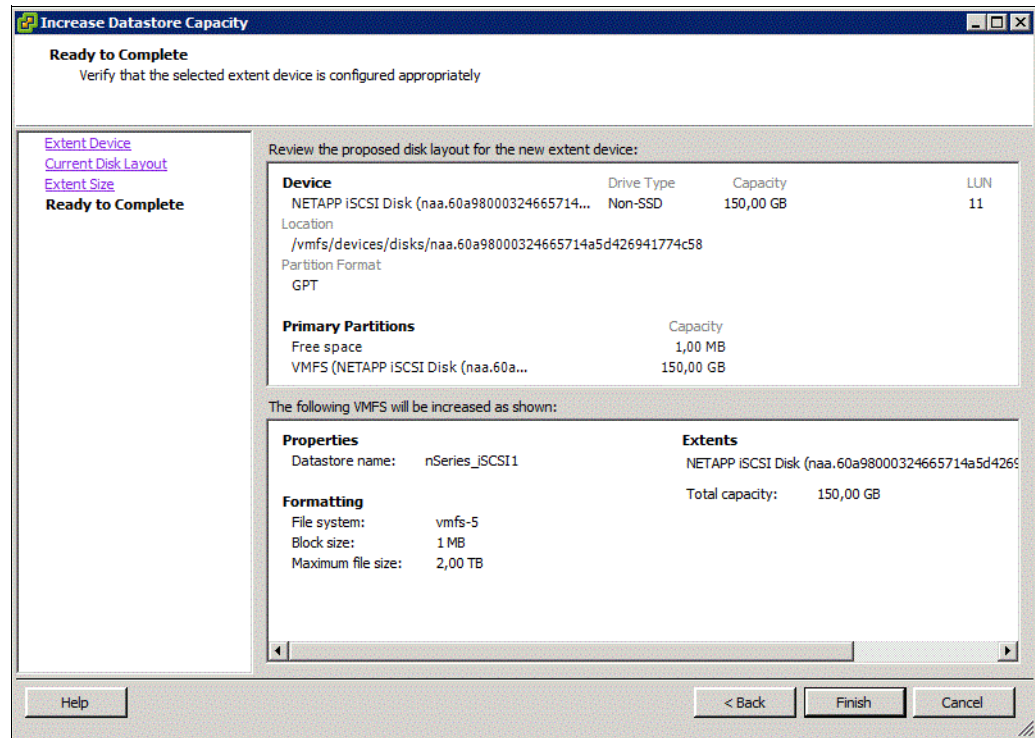 Increase Datastore Capacity
Ready to Complete
Verify that the selected extent device is configured appropriately
Extent Device
Current Disk Layout
Extent Size
Ready to Complete
Review the proposed disk layout for the new extent device:
Device Drive Type Capacity LUN
NETAPP iSCSI Disk (naa.60a98000324665714... Non-SSD 150,00 GB 11
Location
/vmfs/devices/disks/naa.60a98000324665714a5d426941774c58
Partition Format
GPT
Primary Partitions Capacity
Free space 1,00 MB
VMFS (NETAPP iSCSI Disk (naa.60a... 150,00 GB
The following VMFS will be increased as shown:
Properties Extents
Datastore name: nSeries_iSCSI1 NETAPP iSCSI Disk (naa.60a98000324665714a5d4269
Total capacity: 150,00 GB
Formatting
File system: vmfs-5
Block size: 1 MB
Maximum file size: 2,00 TB
Help < Back Finish Cancel